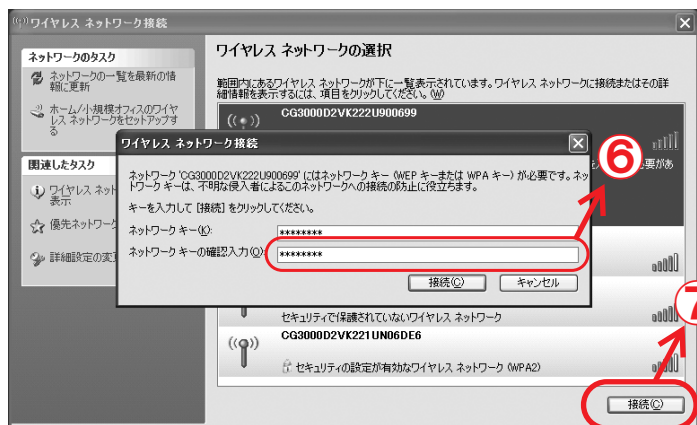 ワイヤレス ネットワーク接続
ネットワークのタスク
ネットワークの一覧を最新の情
報に更新
ホーム/小規模オフィスのワイヤ
レス ネットワークをセットアップす
る
関連したタスク
ワイヤレス ネット
表示
優先ネットワーク
詳細設定の変更
ワイヤレス ネットワークの選択
範囲内にあるワイヤレス ネットワークが下に一覧表示されています。ワイヤレス ネットワークに接続またはその詳
細情報を表示するには、項目をクリックしてください。(W)
CG3000D2VK222U900699
要があ
ワイヤレス ネットワーク接続
ネットワーク 'CG3000D2VK222U900699' にはネットワーク キー (WEP キーまたは WPA キー) が必要です。ネッ
トワーク キーは、不明な侵入者によるこのネットワークへの接続の防止に役立ちます。
キーを入力して [接続] をクリックしてください。
ネットワーク キー(K):
********
ネットワーク キーの確認入力(O):
********
接続(C)
キャンセル
⑥
セキュリティで保護されていないワイヤレス ネットワーク
⑦
CG3000D2VK221UN06DE6
セキュリティの設定が有効なワイヤレス ネットワーク (WPA2)
接続(C)